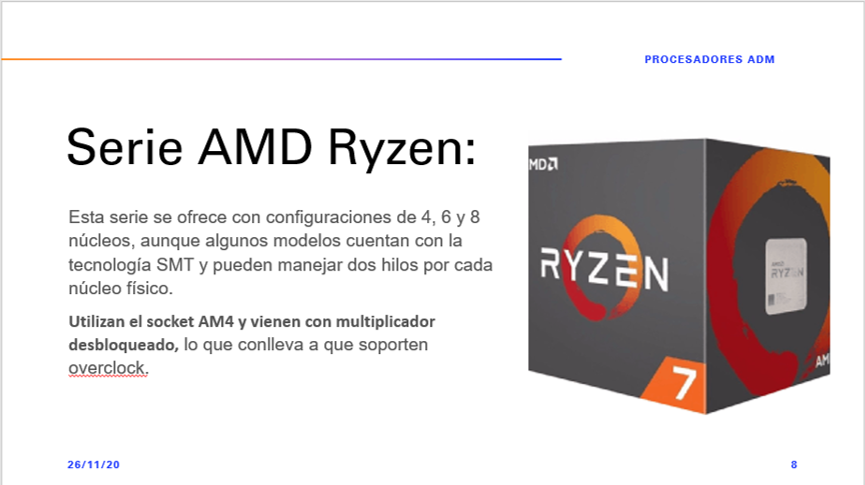 PROCESADORES ADM
Serie AMD Ryzen:
Esta serie se ofrece con configuraciones de 4, 6 y 8
núcleos, aunque algunos modelos cuentan con la
tecnología SMT y pueden manejar dos hilos por cada
núcleo físico.
Utilizan el socket AM4 y vienen con multiplicador
desbloqueado, lo que conlleva a que soporten
overclock.
MD
RYZEN
7
AMD
RYZEN
AM
26/11/20
8